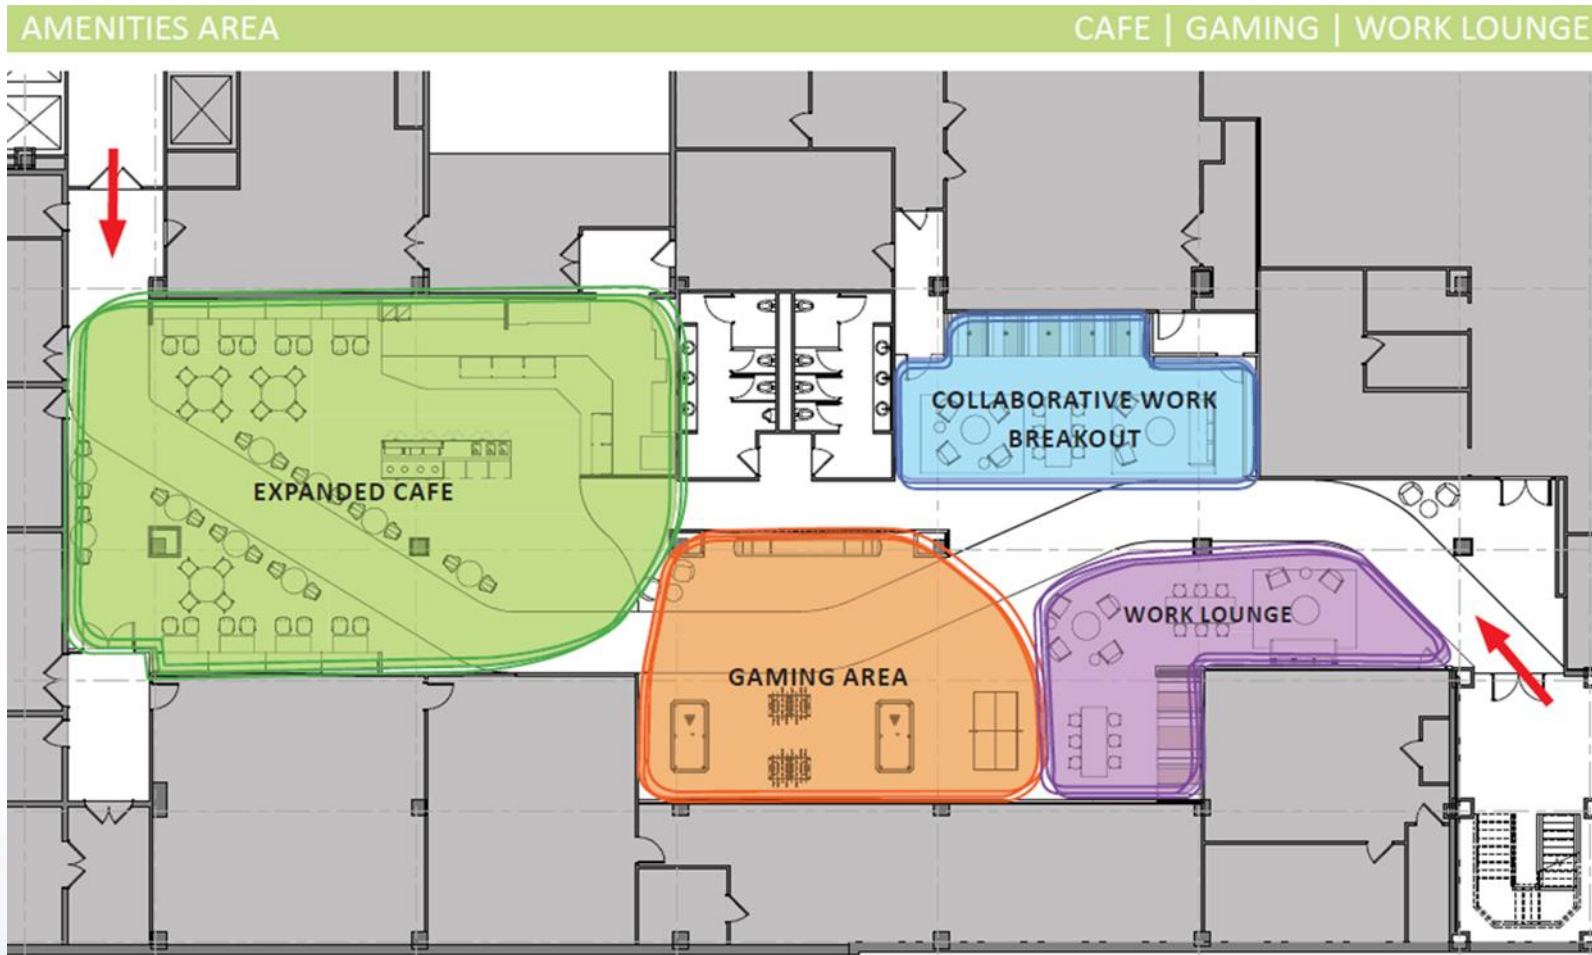 AMENITIES AREA
CAFE | GAMING | WORK LOUNGE
COLLABORATIVE WORK
BREAKOUT
EXPANDED CAFE
WORK LOUNGE
GAMING AREA